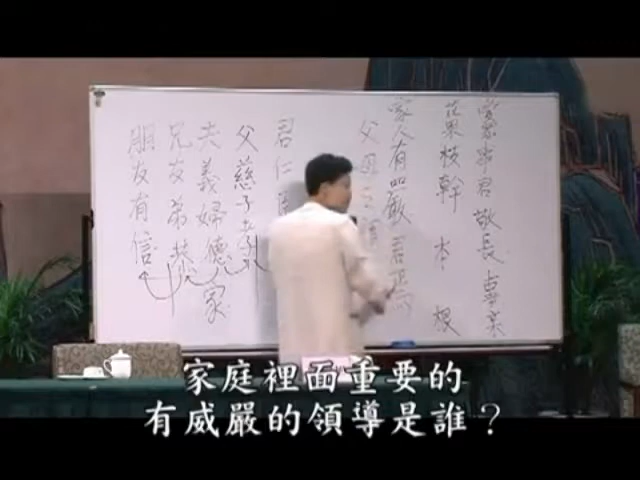 事君敬長專業
花果枝幹 本 根
家人有嚴君焉
父母之謂
君仁
父慈子孝
夫義婦德 家
兄友弟恭
朋友有信
家庭裡面重要的
有威嚴的領導是誰？